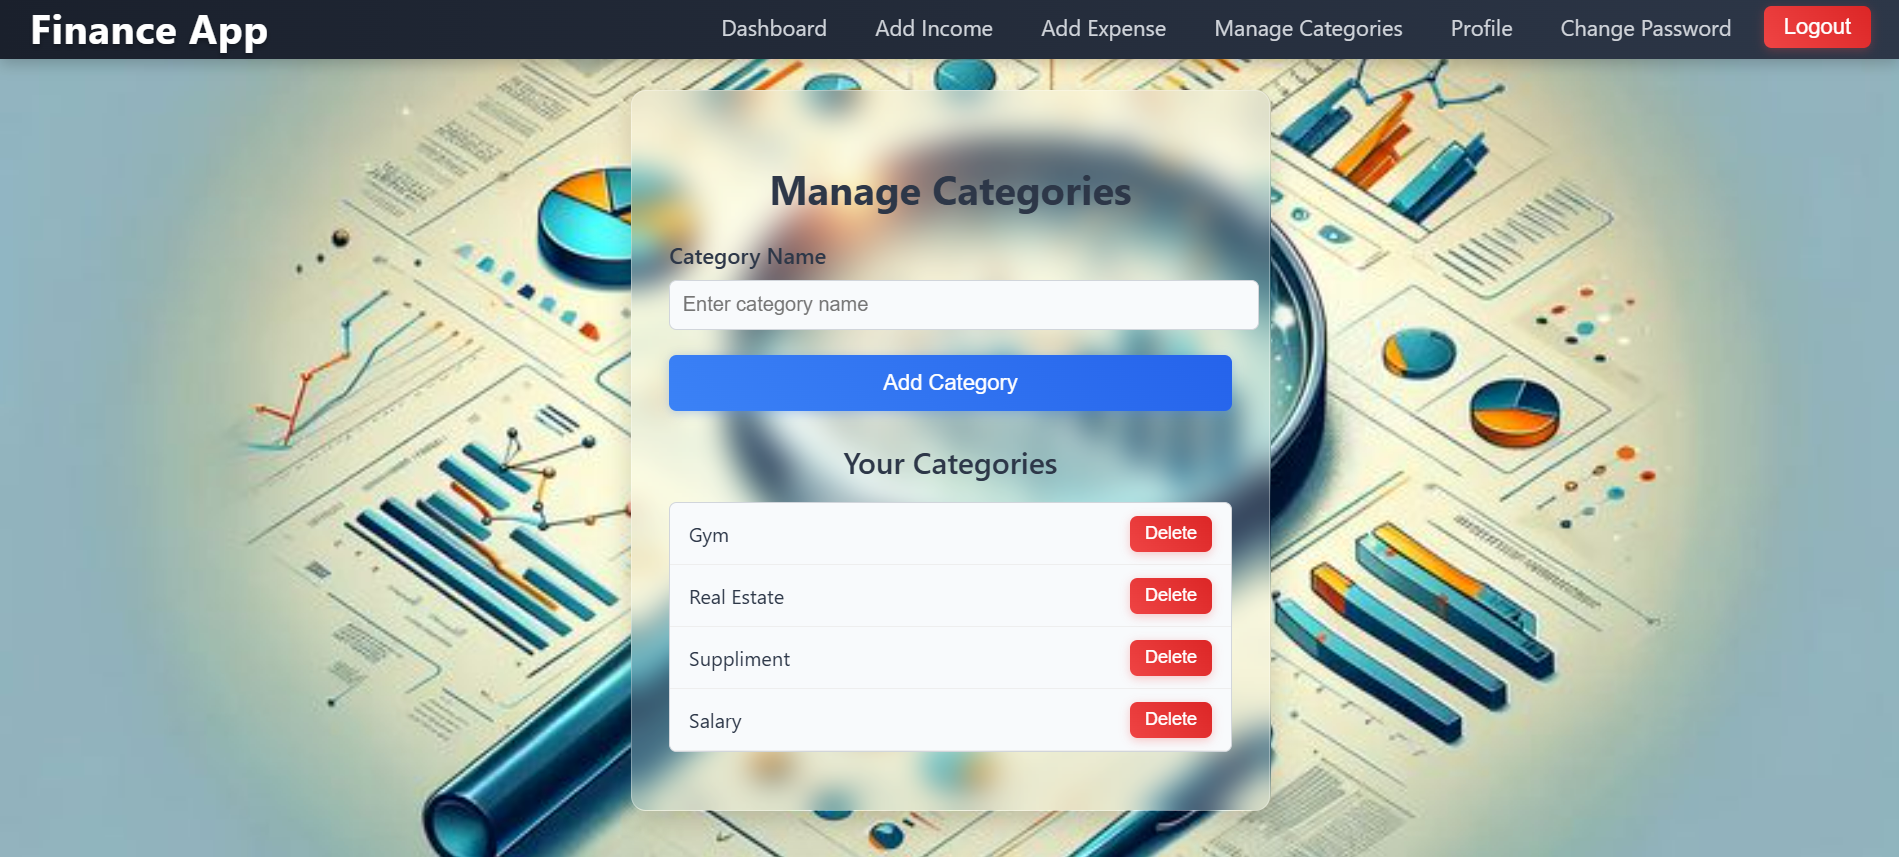 Finance App
Dashboard Add Income Add Expense Manage Categories Profile Change Password Logout
Manage Categories
Category Name
Enter category name
Add Category
Your Categories
Gym Delete
Real Estate Delete
Suppliment Delete
Salary Delete